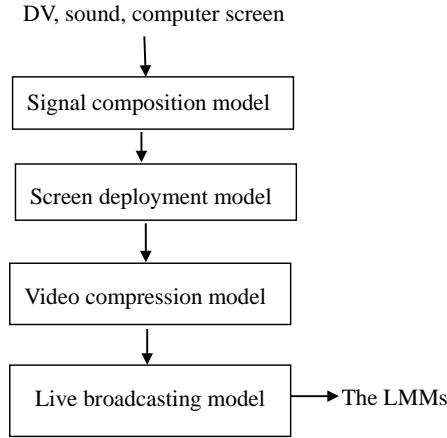 DV, sound, computer screen
Signal composition model
Screen deployment model
Video compression model
Live broadcasting model
The LMMs